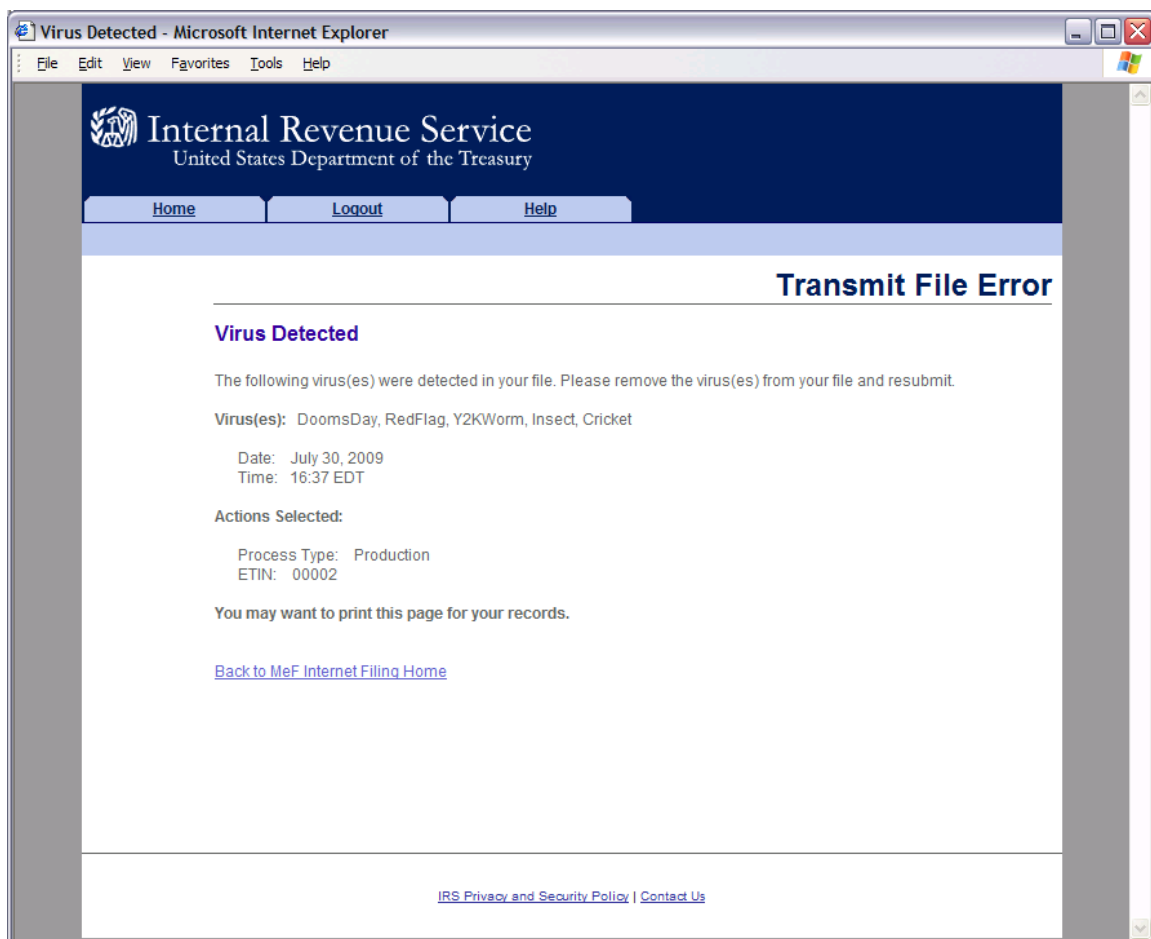 Virus Detected - Microsoft Internet Explorer
File Edit View Favorites Tools Help
Internal Revenue Service
United States Department of the Treasury
Home Logout Help
Transmit File Error
Virus Detected
The following virus(es) were detected in your file. Please remove the virus(es) from your file and resubmit.
Virus(es): DoomsDay, RedFlag, Y2KWorm, Insect, Cricket
Date: July 30, 2009
Time: 16:37 EDT
Actions Selected:
Process Type: Production
ETIN: 00002
You may want to print this page for your records.
Back to MeF Internet Filing Home
IRS Privacy and Security Policy | Contact Us